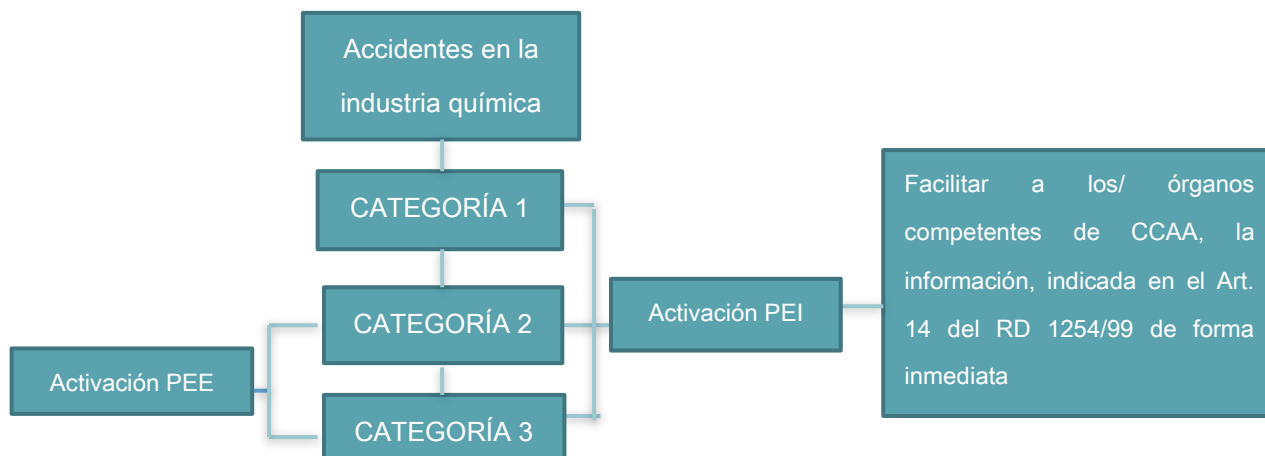 Accidentes en la
industria química
CATEGORÍA 1
CATEGORÍA 2
CATEGORÍA 3
Activación PEE
Activación PEI
Facilitar a los/ órganos
competentes de CCAA, la
información, indicada en el Art.
14 del RD 1254/99 de forma
inmediata